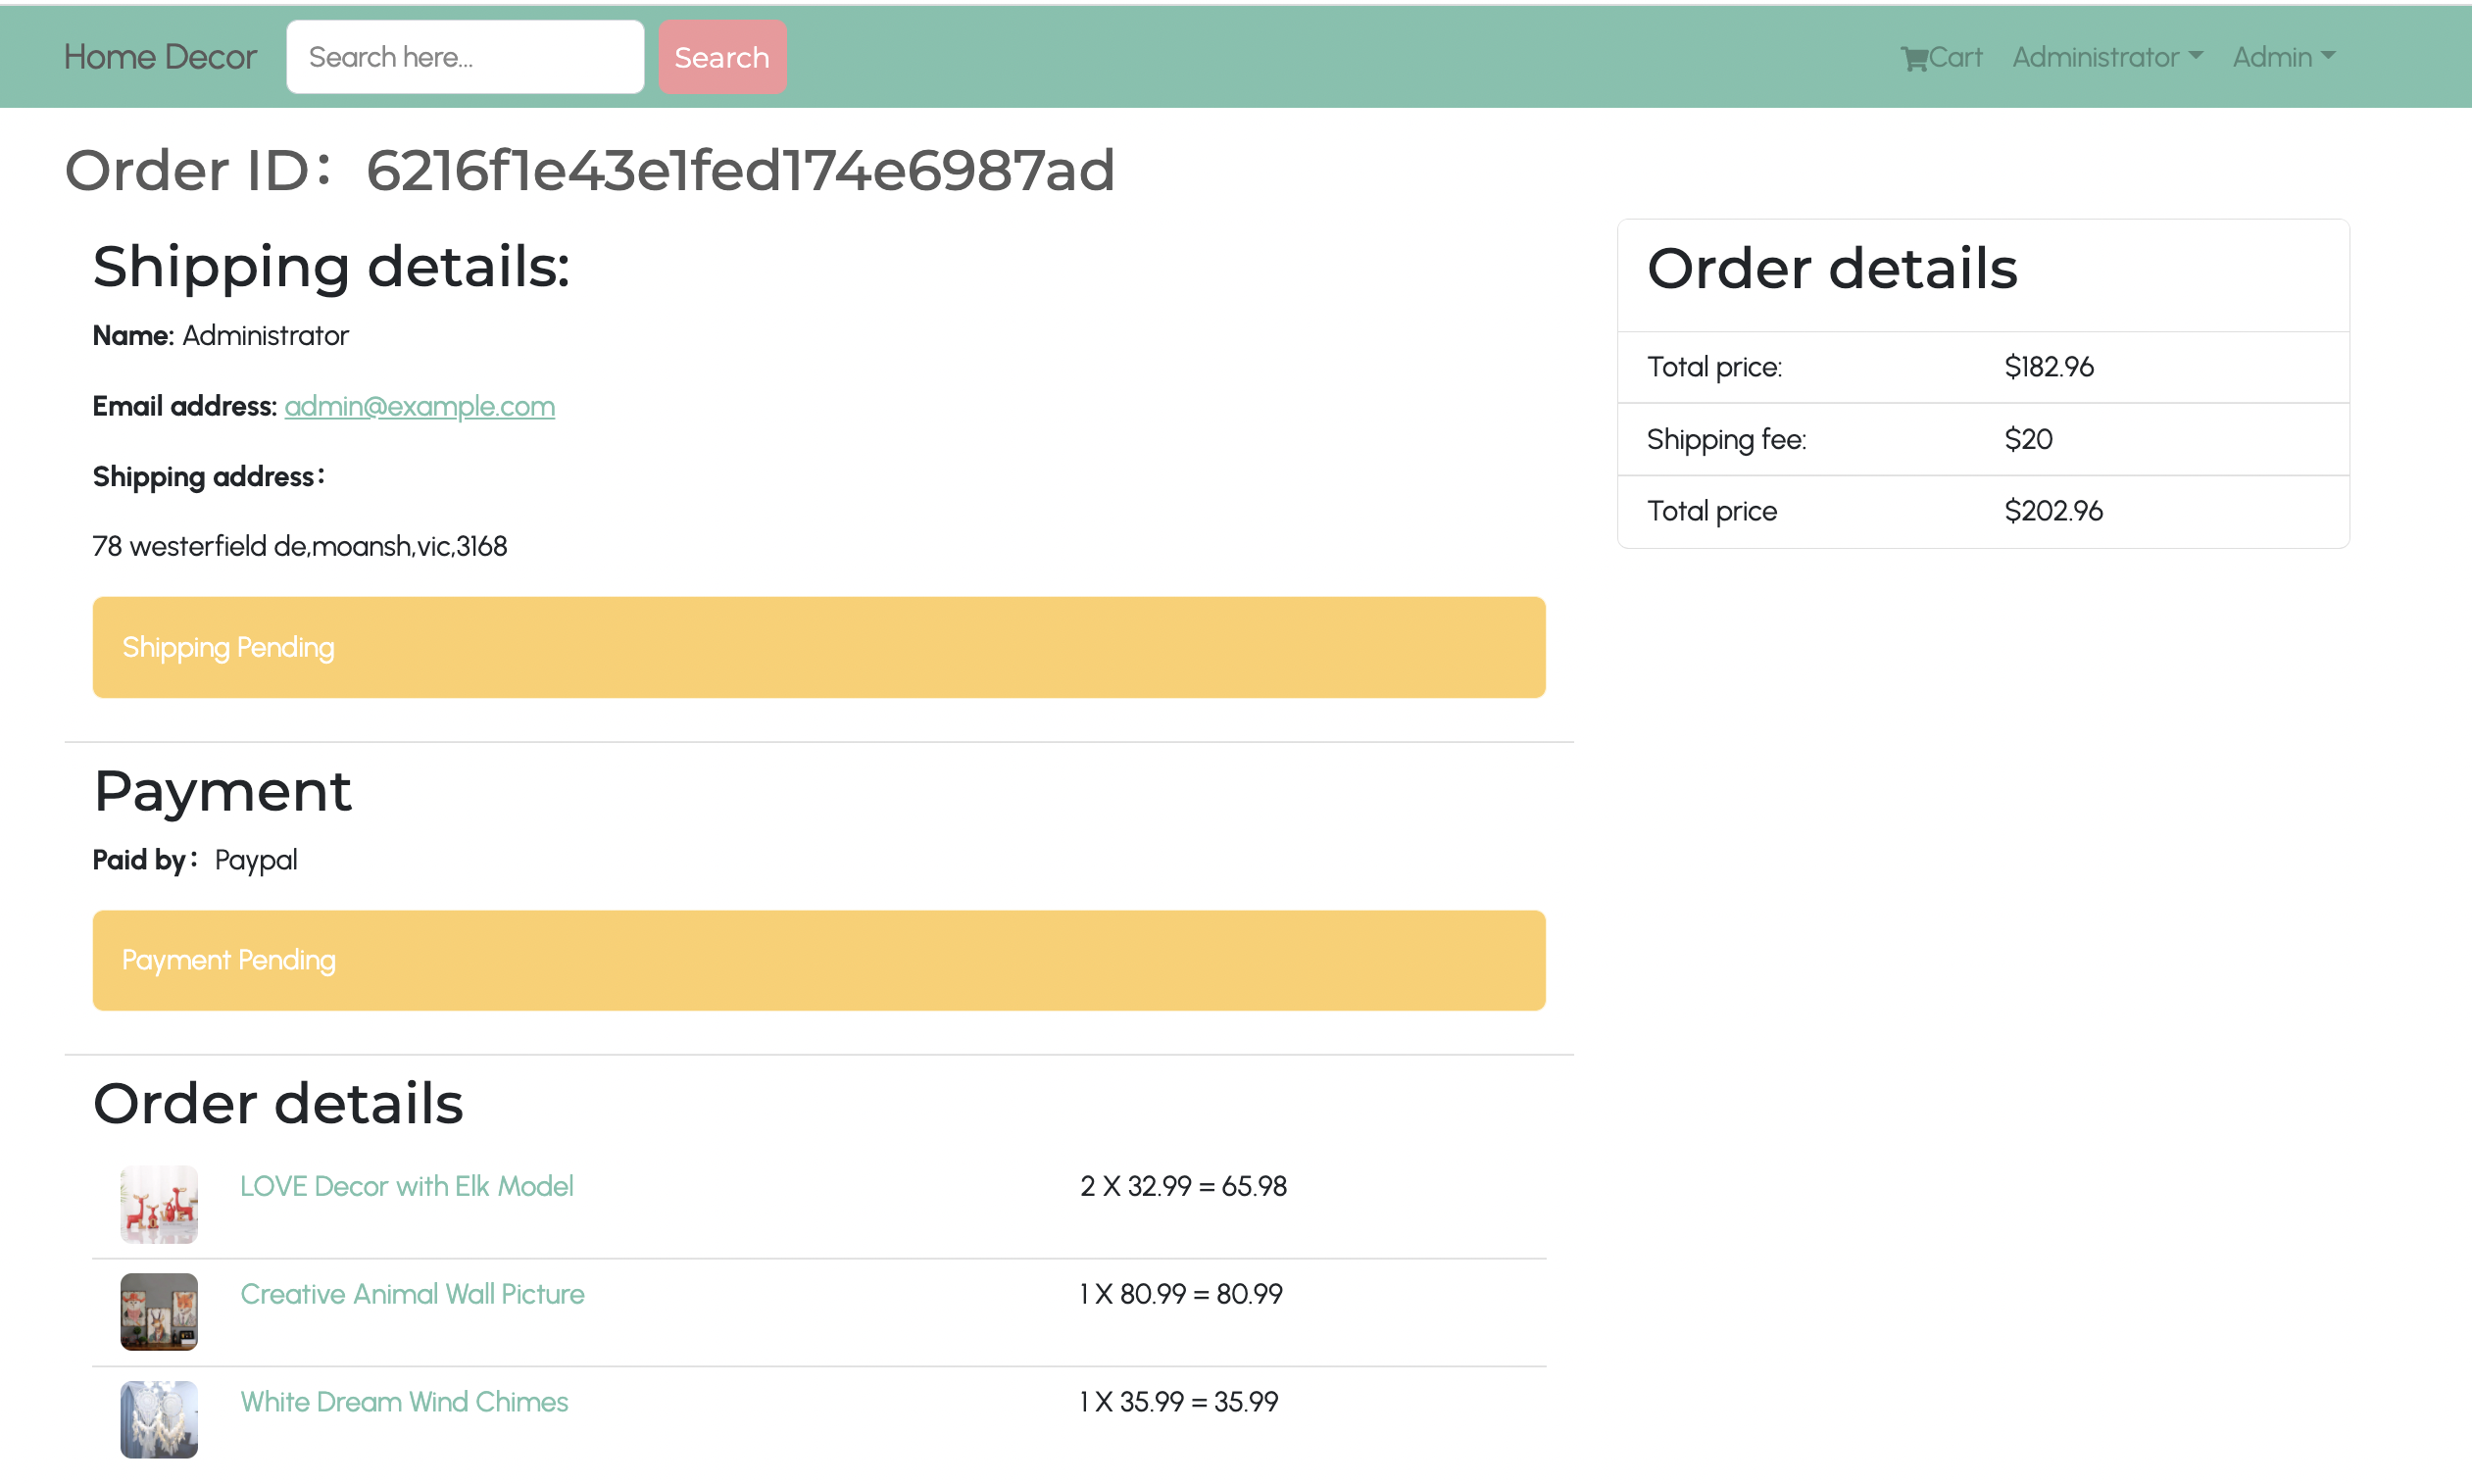 Home Decor
Search here...
Search
Cart
Administrator
Admin
Order ID： 6216f1e43e1fed174e6987ad
Shipping details:
Name: Administrator
Email address: admin@example.com
Shipping address：
78 westerfield de,moansh,vic,3168
Shipping Pending
Payment
Paid by： Paypal
Payment Pending
Order details
LOVE Decor with Elk Model
2 X 32.99 = 65.98
Creative Animal Wall Picture
1 X 80.99 = 80.99
White Dream Wind Chimes
1 X 35.99 = 35.99
Order details
Total price:
$182.96
Shipping fee:
$20
Total price
$202.96